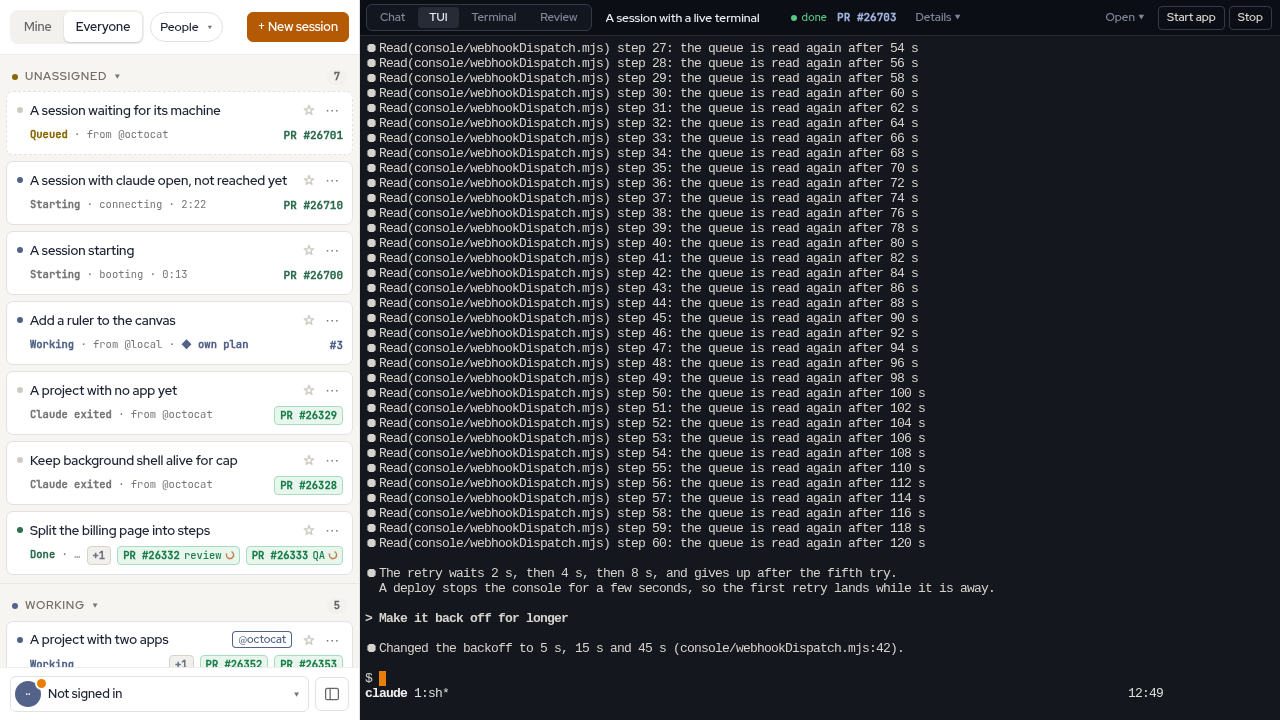 Mine Everyone People ▾ + New session
UNASSIGNED ▾ 7
A session waiting for its machine ☆ ···
Queued · from @octocat PR #26701
A session with claude open, not reached yet ☆ ···
Starting · connecting · 2:22 PR #26710
A session starting ☆ ···
Starting · booting · 0:13 PR #26700
Add a ruler to the canvas ☆ ···
Working · from @local · ◆ own plan #3
A project with no app yet ☆ ···
Claude exited · from @octocat PR #26329
Keep background shell alive for cap ☆ ···
Claude exited · from @octocat PR #26328
Split the billing page into steps ☆ ···
Done · … +1 PR #26332 review PR #26333 QA
WORKING ▾ 5
A project with two apps @octocat ☆ ···
Working +1 PR #26352 PR #26353
Not signed in ▾
Chat TUI Terminal Review A session with a live terminal ● done PR #26703 Details ▾ Open ▾ Start app Stop
● Read(console/webhookDispatch.mjs) step 27: the queue is read again after 54 s
● Read(console/webhookDispatch.mjs) step 28: the queue is read again after 56 s
● Read(console/webhookDispatch.mjs) step 29: the queue is read again after 58 s
● Read(console/webhookDispatch.mjs) step 30: the queue is read again after 60 s
● Read(console/webhookDispatch.mjs) step 31: the queue is read again after 62 s
● Read(console/webhookDispatch.mjs) step 32: the queue is read again after 64 s
● Read(console/webhookDispatch.mjs) step 33: the queue is read again after 66 s
● Read(console/webhookDispatch.mjs) step 34: the queue is read again after 68 s
● Read(console/webhookDispatch.mjs) step 35: the queue is read again after 70 s
● Read(console/webhookDispatch.mjs) step 36: the queue is read again after 72 s
● Read(console/webhookDispatch.mjs) step 37: the queue is read again after 74 s
● Read(console/webhookDispatch.mjs) step 38: the queue is read again after 76 s
● Read(console/webhookDispatch.mjs) step 39: the queue is read again after 78 s
● Read(console/webhookDispatch.mjs) step 40: the queue is read again after 80 s
● Read(console/webhookDispatch.mjs) step 41: the queue is read again after 82 s
● Read(console/webhookDispatch.mjs) step 42: the queue is read again after 84 s
● Read(console/webhookDispatch.mjs) step 43: the queue is read again after 86 s
● Read(console/webhookDispatch.mjs) step 44: the queue is read again after 88 s
● Read(console/webhookDispatch.mjs) step 45: the queue is read again after 90 s
● Read(console/webhookDispatch.mjs) step 46: the queue is read again after 92 s
● Read(console/webhookDispatch.mjs) step 47: the queue is read again after 94 s
● Read(console/webhookDispatch.mjs) step 48: the queue is read again after 96 s
● Read(console/webhookDispatch.mjs) step 49: the queue is read again after 98 s
● Read(console/webhookDispatch.mjs) step 50: the queue is read again after 100 s
● Read(console/webhookDispatch.mjs) step 51: the queue is read again after 102 s
● Read(console/webhookDispatch.mjs) step 52: the queue is read again after 104 s
● Read(console/webhookDispatch.mjs) step 53: the queue is read again after 106 s
● Read(console/webhookDispatch.mjs) step 54: the queue is read again after 108 s
● Read(console/webhookDispatch.mjs) step 55: the queue is read again after 110 s
● Read(console/webhookDispatch.mjs) step 56: the queue is read again after 112 s
● Read(console/webhookDispatch.mjs) step 57: the queue is read again after 114 s
● Read(console/webhookDispatch.mjs) step 58: the queue is read again after 116 s
● Read(console/webhookDispatch.mjs) step 59: the queue is read again after 118 s
● Read(console/webhookDispatch.mjs) step 60: the queue is read again after 120 s
● The retry waits 2 s, then 4 s, then 8 s, and gives up after the fifth try.
A deploy stops the console for a few seconds, so the first retry lands while it is away.
> Make it back off for longer
● Changed the backoff to 5 s, 15 s and 45 s (console/webhookDispatch.mjs:42).
$
claude 1:sh* 12:49